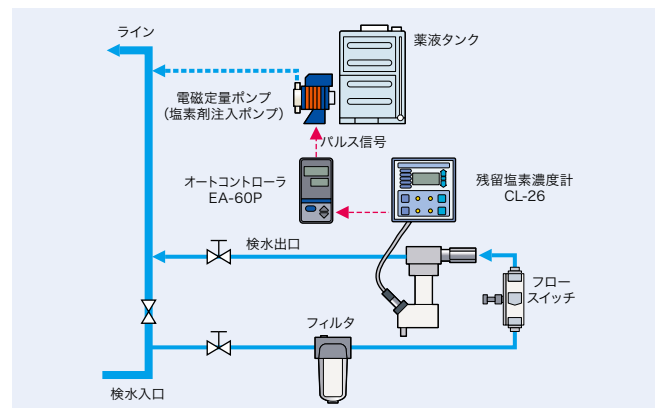 ライン
薬液タンク
電磁定量ポンプ
（塩素剤注入ポンプ）
パルス信号
オートコントローラ
EA-60P
残留塩素濃度計
CL-26
検水出口
フロー
スイッチ
フィルタ
検水入口